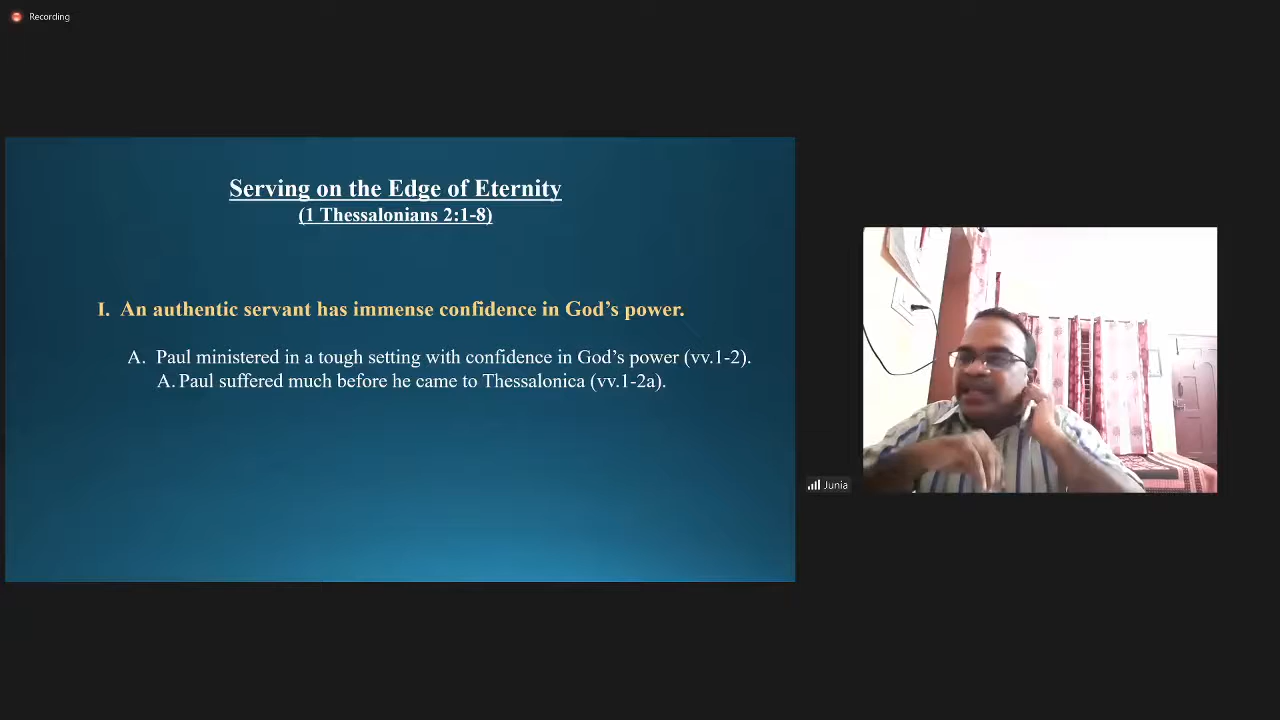 Recording
Serving on the Edge of Eternity
(1 Thessalonians 2:1-8)
I. An authentic servant has immense confidence in God’s power.
A. Paul ministered in a tough setting with confidence in God’s power (vv.1-2).
A. Paul suffered much before he came to Thessalonica (vv.1-2a).
Junia